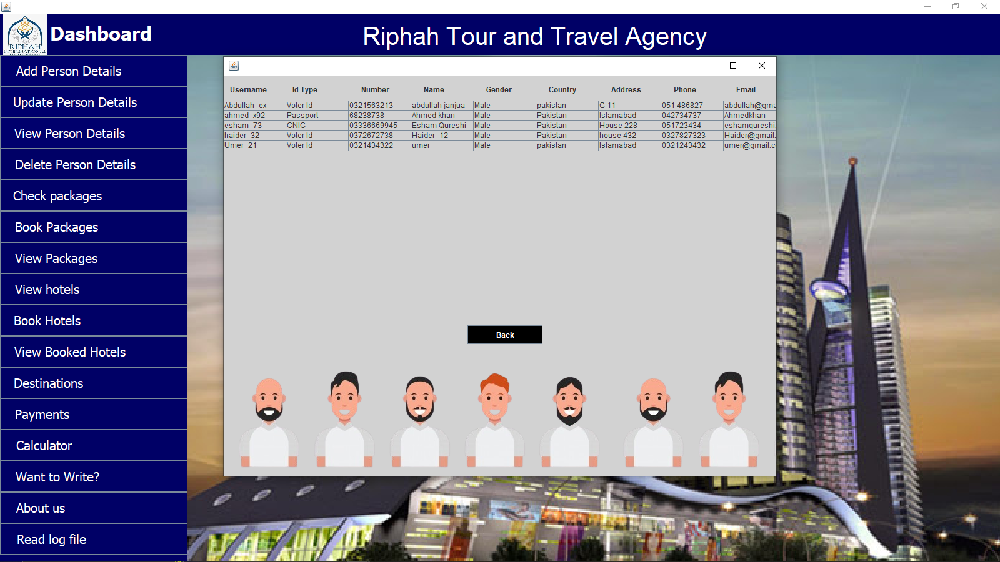 RIPHAH
INTERNATIONAL
Dashboard
Riphah Tour and Travel Agency
Add Person Details
Update Person Details
View Person Details
Delete Person Details
Check packages
Book Packages
View Packages
View hotels
Book Hotels
View Booked Hotels
Destinations
Payments
Calculator
Want to Write?
About us
Read log file
Username Id Type Number Name Gender Country Address Phone Email
Abdullah_ex Voter Id 0321563213 abdullah janjua Male pakistan G 11 051 486827 abdullah@gma
ahmed_x92 Passport 68238738 Ahmed khan Male Pakistan Islamabad 042734737 Ahmedkhan
esham_73 CNIC 03336669945 Esham Qureshi Male Pakistan House 228 051723434 eshamqureshi.
haider_32 Voter Id 0372672738 Haider_12 Male Pakistan house 432 0327827323 Haider@gmail.
Umer_21 Voter Id 0321434322 umer Male pakistan Islamabad 0321243432 umer@gmail.c
Back